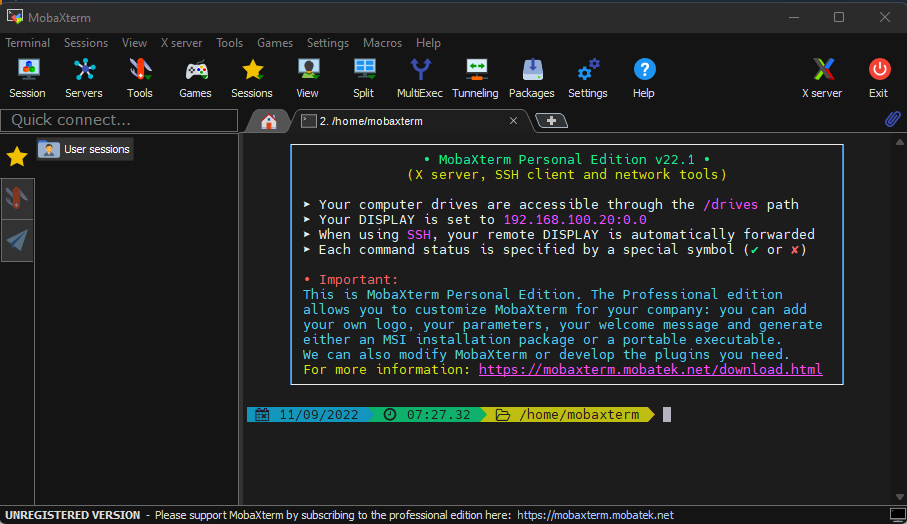 MobaXterm
Terminal Sessions View X server Tools Games Settings Macros Help
Session Servers Tools Games Sessions View Split MultiExec Tunneling Packages Settings Help X server Exit
Quick connect...
2. /home/mobaxterm
User sessions
• MobaXterm Personal Edition v22.1 •
(X server, SSH client and network tools)
➤ Your computer drives are accessible through the /drives path
➤ Your DISPLAY is set to 192.168.100.20:0.0
➤ When using SSH, your remote DISPLAY is automatically forwarded
➤ Each command status is specified by a special symbol (✔ or ✘)
• Important:
This is MobaXterm Personal Edition. The Professional edition
allows you to customize MobaXterm for your company: you can add
your own logo, your parameters, your welcome message and generate
either an MSI installation package or a portable executable.
We can also modify MobaXterm or develop the plugins you need.
For more information: https://mobaxterm.mobatek.net/download.html
11/09/2022 07:27.32 /home/mobaxterm
UNREGISTERED VERSION - Please support MobaXterm by subscribing to the professional edition here: https://mobaxterm.mobatek.net